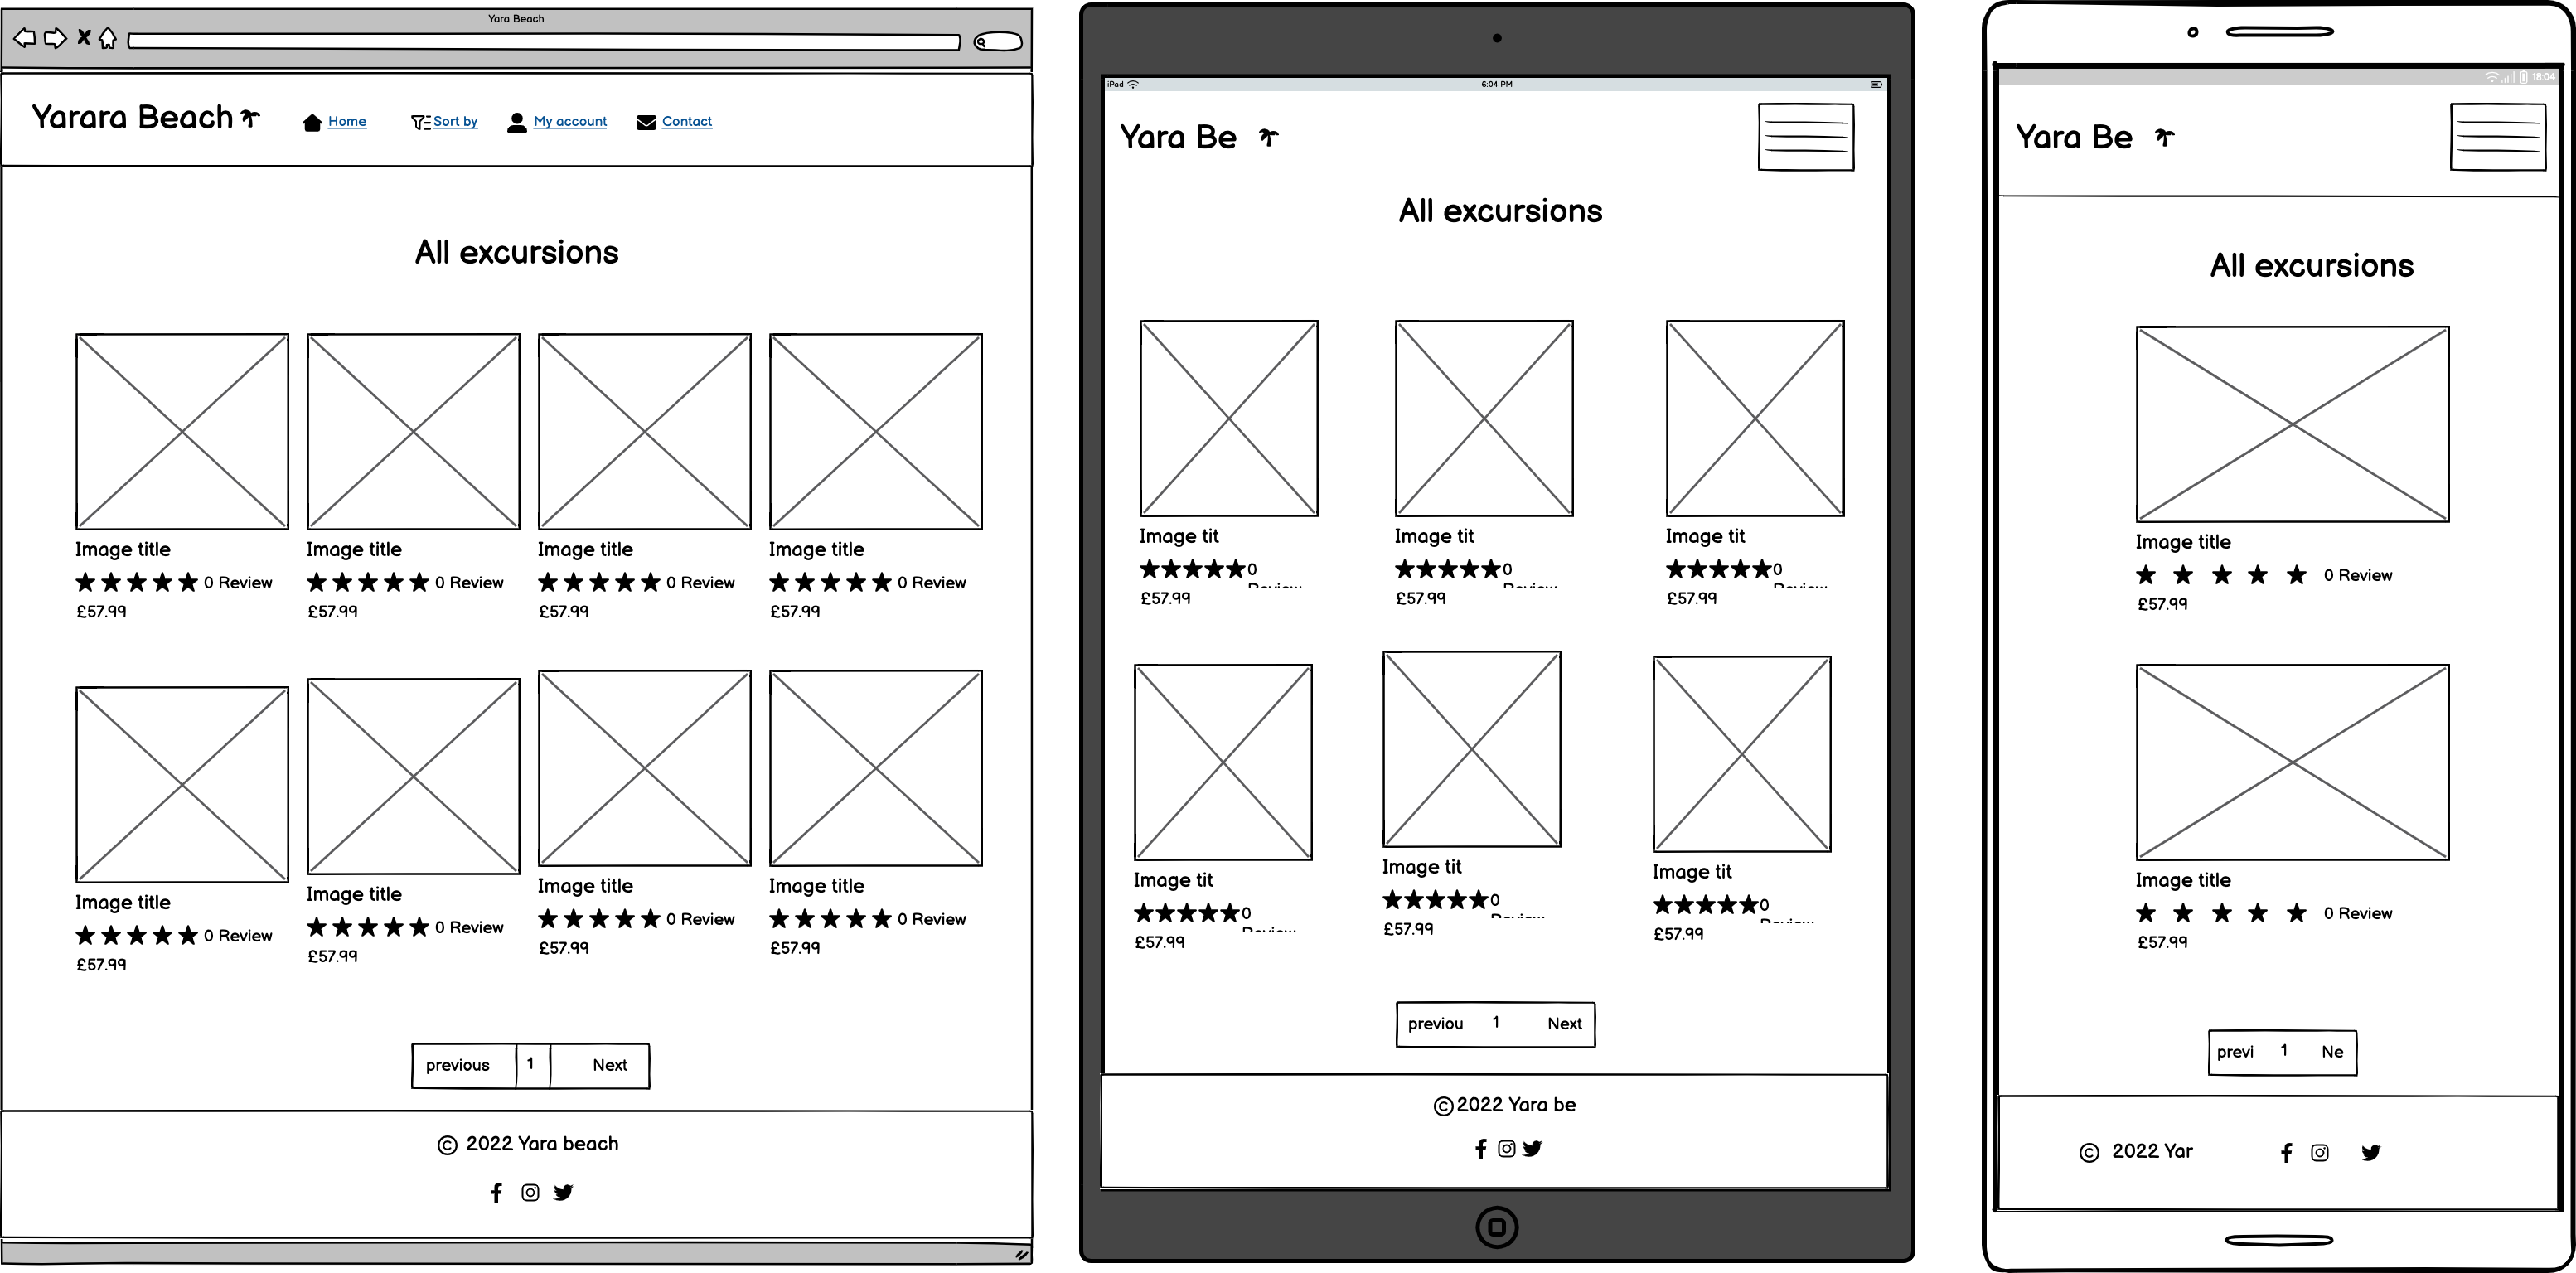 Yara Beach
Yarara Beach
Home
Sort by
My account
Contact
All excursions
Image title
Image title
Image title
Image title
0 Review
0 Review
0 Review
0 Review
£57.99
£57.99
£57.99
£57.99
Image title
Image title
Image title
Image title
0 Review
0 Review
0 Review
0 Review
£57.99
£57.99
£57.99
£57.99
previous 1 Next
© 2022 Yara beach
iPad
6:04 PM
Yara Be
All excursions
Image tit
Image tit
Image tit
0
0
0
Review
Review
Review
£57.99
£57.99
£57.99
Image tit
Image tit
Image tit
0
0
0
Review
Review
Review
£57.99
£57.99
£57.99
previou 1 Next
© 2022 Yara be
18:04
Yara Be
All excursions
Image title
0 Review
£57.99
Image title
0 Review
£57.99
previ 1 Ne
© 2022 Yar